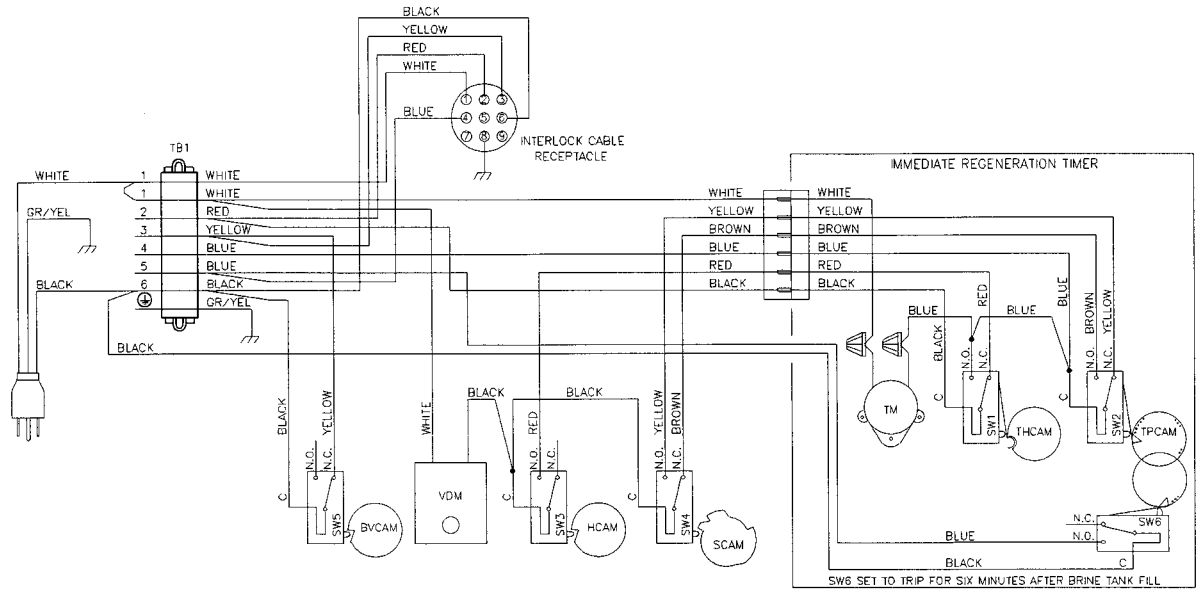 BLACK
YELLOW
RED
WHITE
1 2 3
BLUE
4 5 6
7 8 9
INTERLOCK CABLE
RECEPTACLE
TB1
IMMEDIATE REGENERATION TIMER
WHITE 1 WHITE
1 WHITE
WHITE WHITE
GR/YEL
2 RED
YELLOW YELLOW
3 YELLOW
BROWN BROWN
4 BLUE
BLUE BLUE
5 BLUE
RED RED
BLACK 6 BLACK
BLACK BLACK
GR/YEL
BLACK
BLUE
BLACK
RED
BLUE
BLUE
BROWN
YELLOW
N.O.
N.C.
N.O.
N.C.
C
C
TM
SW1
THCAM
SW2
TPCAM
BLACK
YELLOW
WHITE
BLACK
RED
BLACK
YELLOW
BROWN
N.O.
N.C.
N.O.
N.C.
N.O.
N.C.
C
C
C
SW5
BVCAM
VDM
SW3
HCAM
SW4
SCAM
N.C.
SW6
N.O.
BLUE
BLACK
C
SW6 SET TO TRIP FOR SIX MINUTES AFTER BRINE TANK FILL